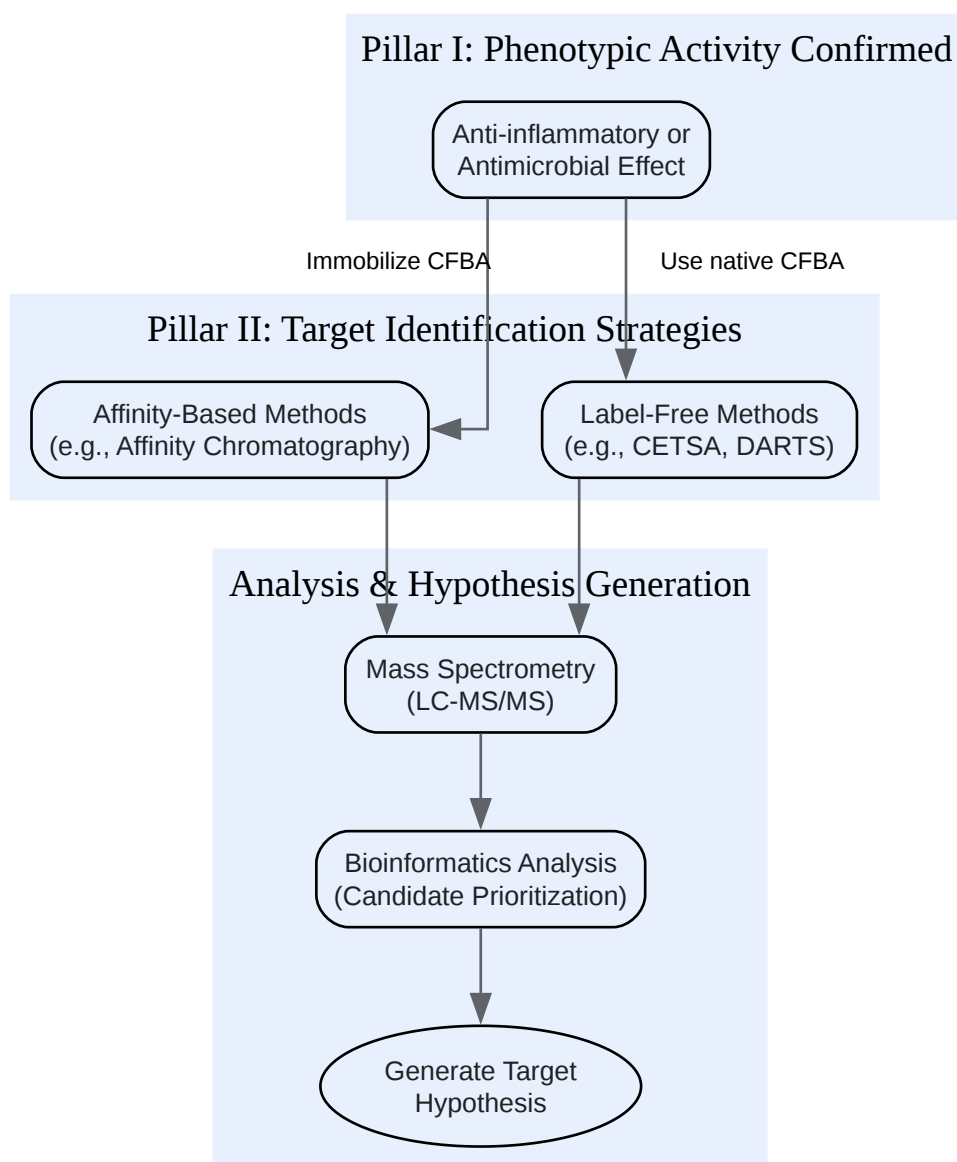 Pillar I: Phenotypic Activity Confirmed
Anti-inflammatory or
Antimicrobial Effect
Immobilize CFBA
Use native CFBA
Pillar II: Target Identification Strategies
Affinity-Based Methods
(e.g., Affinity Chromatography)
Label-Free Methods
(e.g., CETSA, DARTS)
Analysis & Hypothesis Generation
Mass Spectrometry
(LC-MS/MS)
Bioinformatics Analysis
(Candidate Prioritization)
Generate Target
Hypothesis